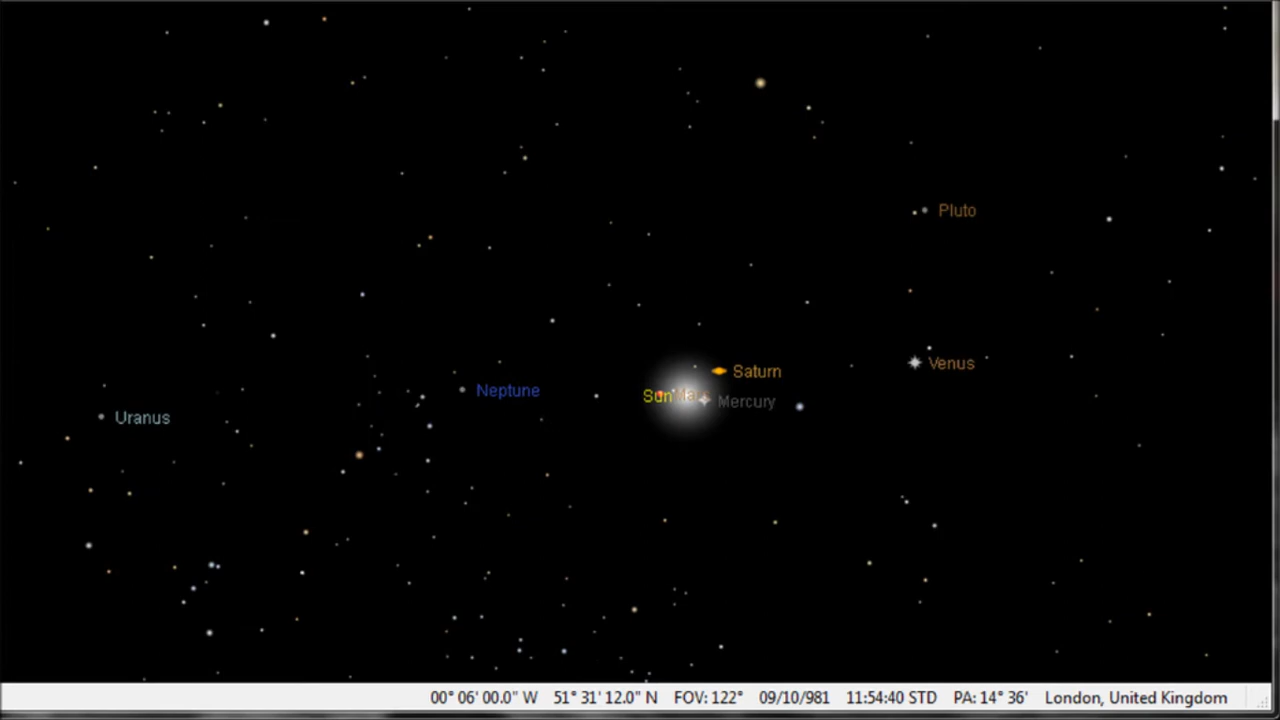 Pluto
Venus
Saturn
Neptune
Sun Mars Mercury
Uranus
00° 06' 00.0" W 51° 31' 12.0" N FOV: 122° 09/10/981 11:54:40 STD PA: 14° 36' London, United Kingdom